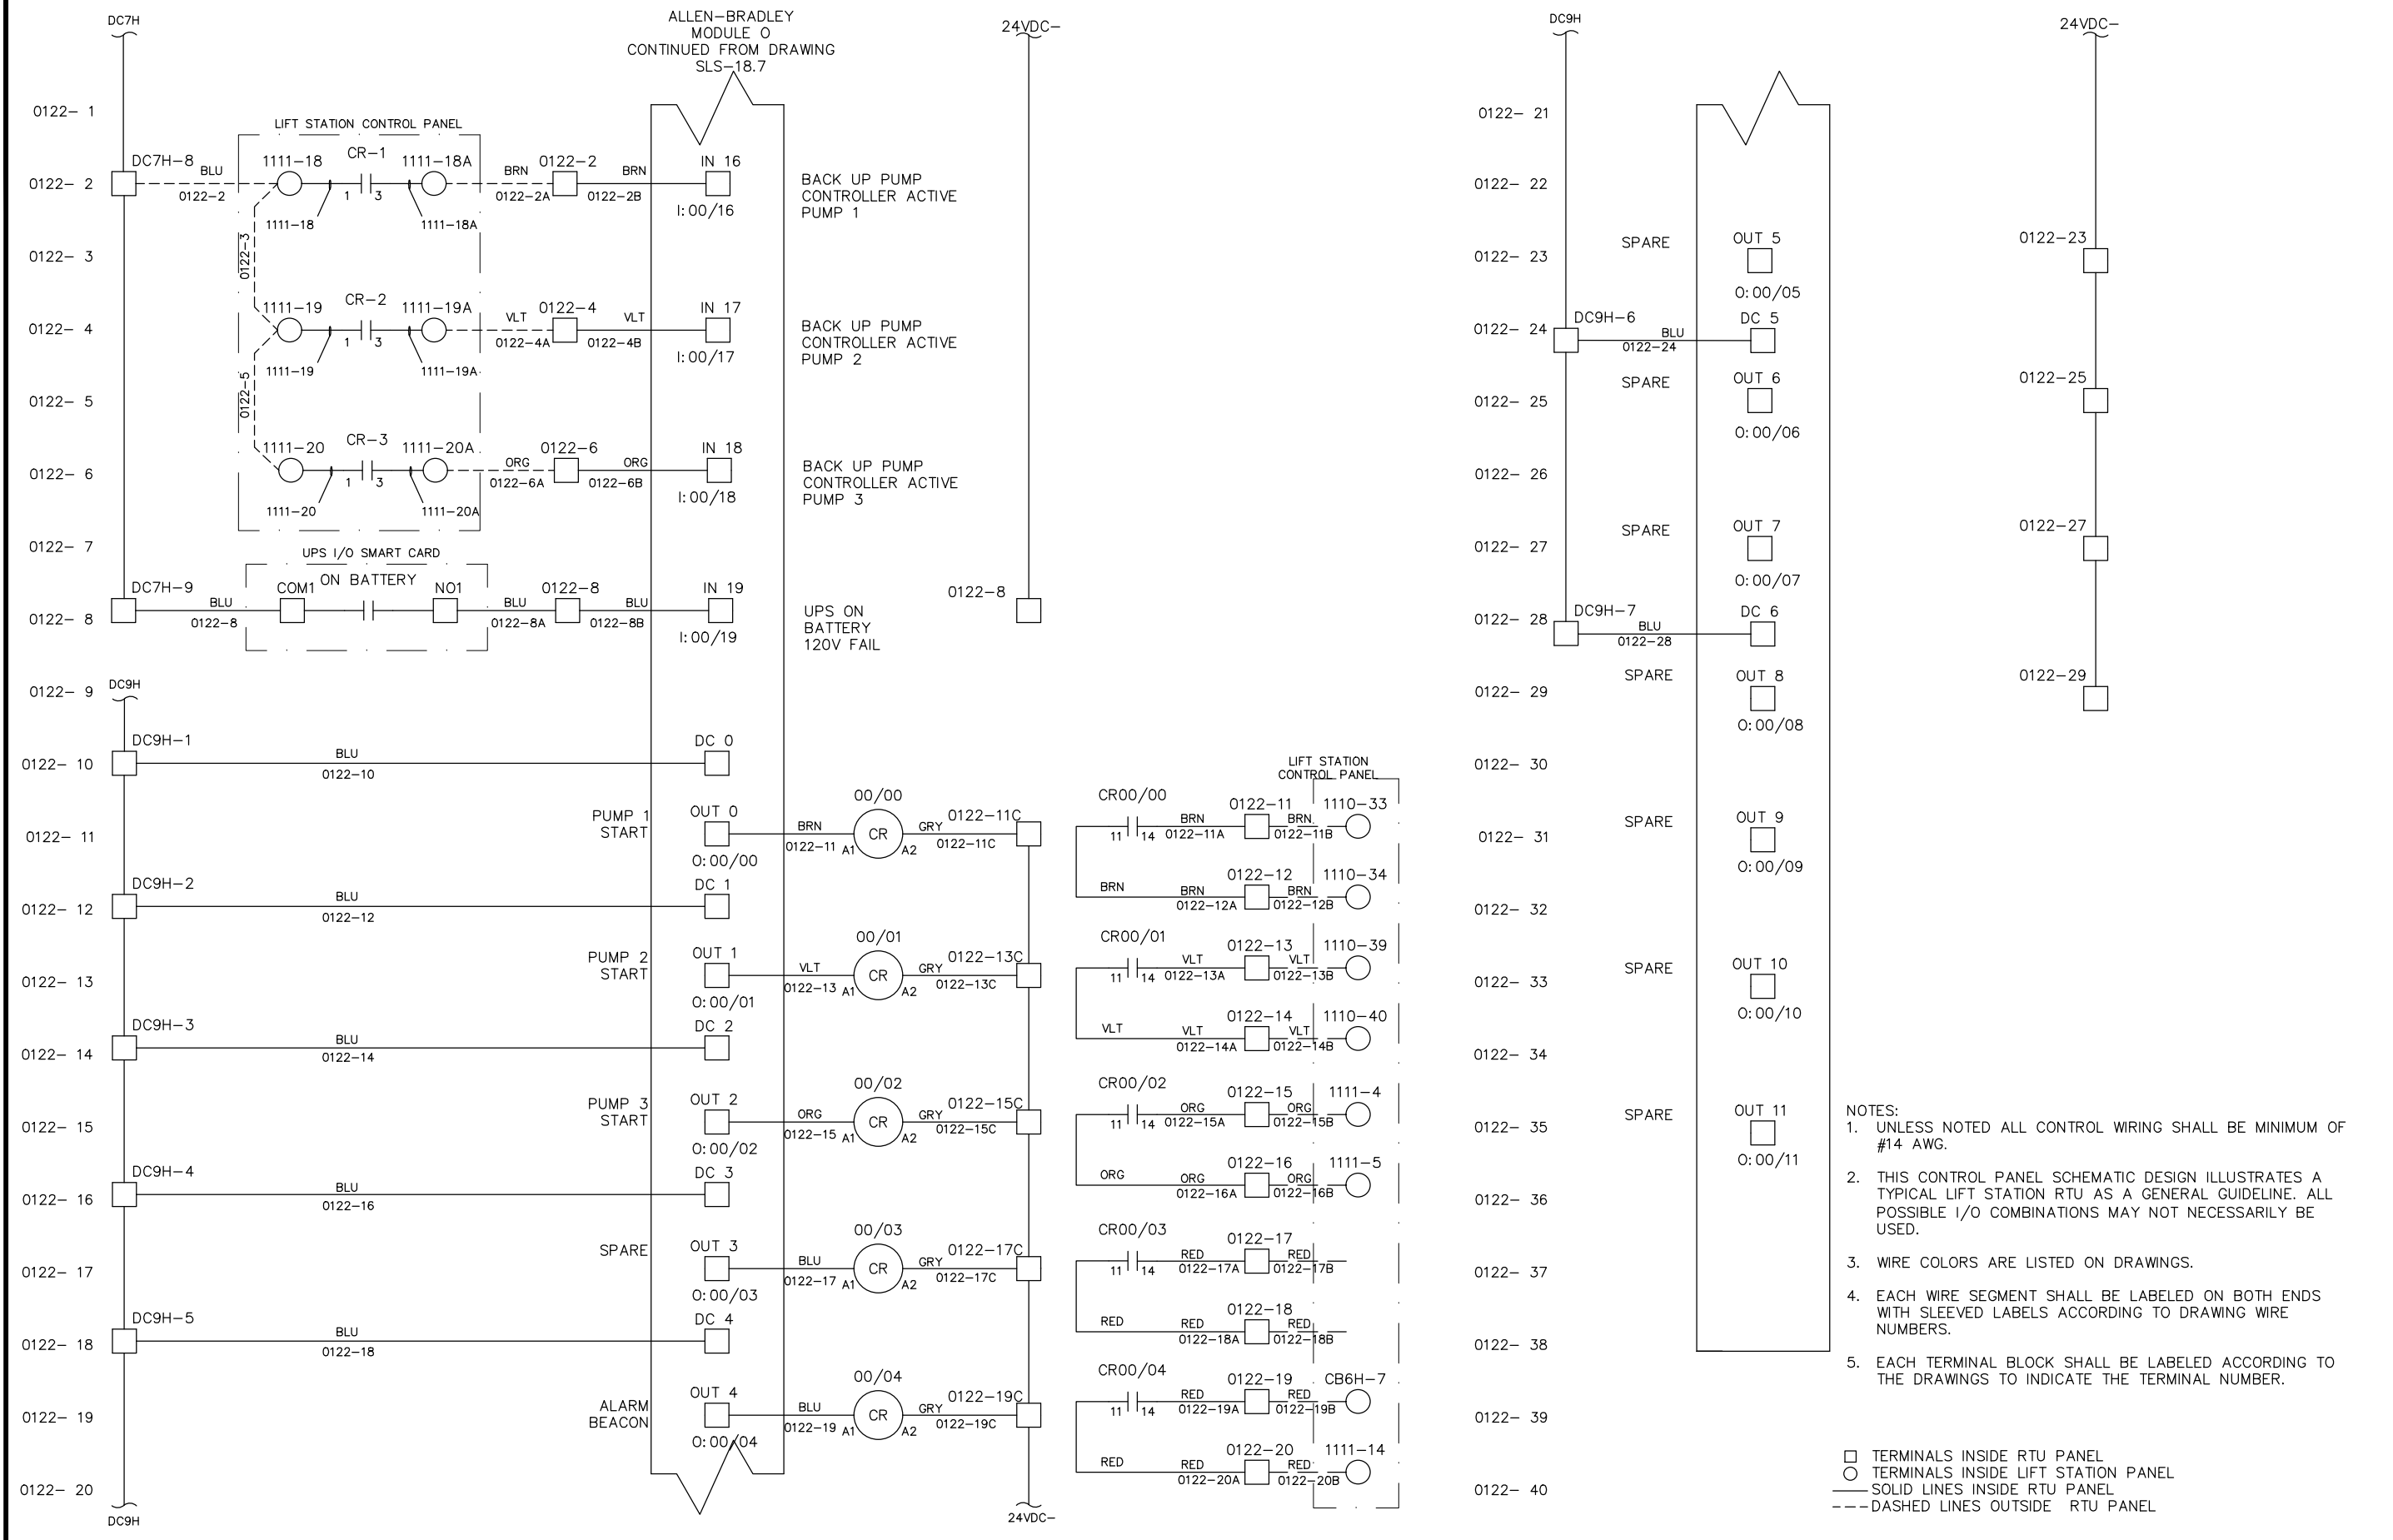 DC7H
ALLEN-BRADLEY
MODULE 0
CONTINUED FROM DRAWING
SLS-18.7
24VDC-
0122- 1
LIFT STATION CONTROL PANEL
0122- 2
DC7H-8
BLU
0122-2
1111-18
CR-1
1111-18A
1
3
1111-18
1111-18A
BRN
0122-2A
0122-2
BRN
0122-2B
IN 16
I:00/16
BACK UP PUMP
CONTROLLER ACTIVE
PUMP 1
0122- 3
0122-3
0122- 4
1111-19
CR-2
1111-19A
1
3
1111-19
1111-19A
VLT
0122-4A
0122-4
VLT
0122-4B
IN 17
I:00/17
BACK UP PUMP
CONTROLLER ACTIVE
PUMP 2
0122- 5
0122-5
0122- 6
1111-20
CR-3
1111-20A
1
3
1111-20
1111-20A
ORG
0122-6A
0122-6
ORG
0122-6B
IN 18
I:00/18
BACK UP PUMP
CONTROLLER ACTIVE
PUMP 3
0122- 7
UPS I/O SMART CARD
ON BATTERY
0122- 8
DC7H-9
BLU
0122-8
COM1
NO1
BLU
0122-8A
0122-8
BLU
0122-8B
IN 19
I:00/19
UPS ON
BATTERY
120V FAIL
0122-8
0122- 9
DC9H
0122- 10
DC9H-1
BLU
0122-10
DC 0
LIFT STATION
CONTROL PANEL
0122- 11
PUMP 1
START
OUT 0
O:00/00
BRN
0122-11
A1
00/00
CR
A2
GRY
0122-11C
0122-11C
CR00/00
11
14
BRN
0122-11A
0122-11
BRN
0122-11B
1110-33
0122- 12
DC9H-2
BLU
0122-12
DC 1
BRN
BRN
0122-12A
0122-12
BRN
0122-12B
1110-34
0122- 13
PUMP 2
START
OUT 1
O:00/01
VLT
0122-13
A1
00/01
CR
A2
GRY
0122-13C
0122-13C
CR00/01
11
14
VLT
0122-13A
0122-13
VLT
0122-13B
1110-39
0122- 14
DC9H-3
BLU
0122-14
DC 2
VLT
VLT
0122-14A
0122-14
VLT
0122-14B
1110-40
0122- 15
PUMP 3
START
OUT 2
O:00/02
ORG
0122-15
A1
00/02
CR
A2
GRY
0122-15C
0122-15C
CR00/02
11
14
ORG
0122-15A
0122-15
ORG
0122-15B
1111-4
0122- 16
DC9H-4
BLU
0122-16
DC 3
ORG
ORG
0122-16A
0122-16
ORG
0122-16B
1111-5
0122- 17
SPARE
OUT 3
O:00/03
BLU
0122-17
A1
00/03
CR
A2
GRY
0122-17C
0122-17C
CR00/03
11
14
RED
0122-17A
0122-17
RED
0122-17B
0122- 18
DC9H-5
BLU
0122-18
DC 4
RED
RED
0122-18A
0122-18
RED
0122-18B
0122- 19
ALARM
BEACON
OUT 4
O:00/04
BLU
0122-19
A1
00/04
CR
A2
GRY
0122-19C
0122-19C
CR00/04
11
14
RED
0122-19A
0122-19
RED
0122-19B
CB6H-7
0122- 20
RED
RED
0122-20A
0122-20
RED
0122-20B
1111-14
DC9H
24VDC-
DC9H
24VDC-
0122- 21
0122- 22
0122- 23
SPARE
OUT 5
O:00/05
0122-23
0122- 24
DC9H-6
BLU
0122-24
DC 5
0122- 25
SPARE
OUT 6
O:00/06
0122-25
0122- 26
0122- 27
SPARE
OUT 7
O:00/07
0122-27
0122- 28
DC9H-7
BLU
0122-28
DC 6
0122- 29
SPARE
OUT 8
O:00/08
0122-29
0122- 30
0122- 31
SPARE
OUT 9
O:00/09
0122- 32
0122- 33
SPARE
OUT 10
O:00/10
0122- 34
0122- 35
SPARE
OUT 11
O:00/11
0122- 36
0122- 37
0122- 38
0122- 39
0122- 40
NOTES:
1. UNLESS NOTED ALL CONTROL WIRING SHALL BE MINIMUM OF
#14 AWG.
2. THIS CONTROL PANEL SCHEMATIC DESIGN ILLUSTRATES A
TYPICAL LIFT STATION RTU AS A GENERAL GUIDELINE. ALL
POSSIBLE I/O COMBINATIONS MAY NOT NECESSARILY BE
USED.
3. WIRE COLORS ARE LISTED ON DRAWINGS.
4. EACH WIRE SEGMENT SHALL BE LABELED ON BOTH ENDS
WITH SLEEVED LABELS ACCORDING TO DRAWING WIRE
NUMBERS.
5. EACH TERMINAL BLOCK SHALL BE LABELED ACCORDING TO
THE DRAWINGS TO INDICATE THE TERMINAL NUMBER.
TERMINALS INSIDE RTU PANEL
TERMINALS INSIDE LIFT STATION PANEL
SOLID LINES INSIDE RTU PANEL
DASHED LINES OUTSIDE RTU PANEL